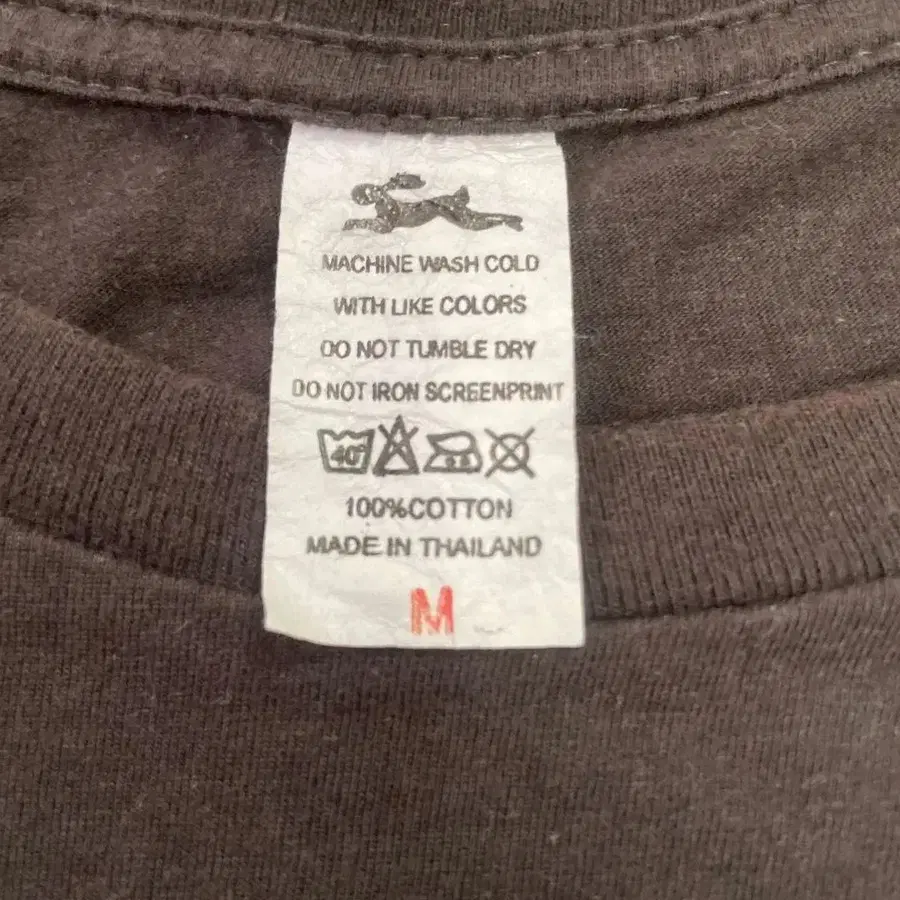 MACHINE WASH COLD
WITH LIKE COLORS
DO NOT TUMBLE DRY
DO NOT IRON SCREENPRINT
40°
100%COTTON
MADE IN THAILAND
M